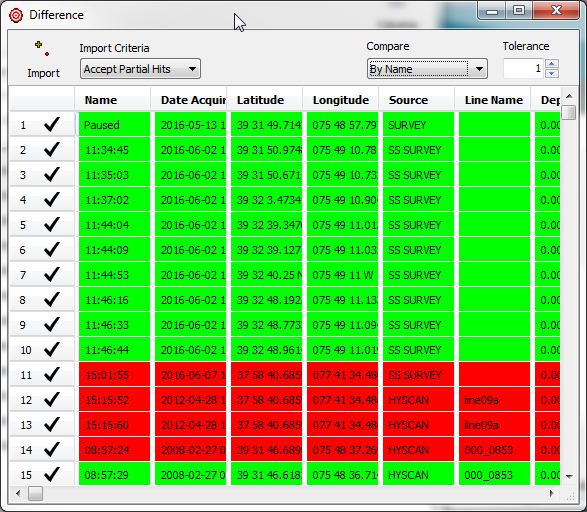 Difference
Import Criteria Compare Tolerance
Import Accept Partial Hits By Name 1
Name Date Acquir Latitude Longitude Source Line Name Dep
1 Paused 2016-05-13 1 39 31 49.714 075 48 57.79 SURVEY
2 11:34:45 2016-06-02 1 39 31 50.974 075 49 10.78 SS SURVEY 0.00
3 11:35:03 2016-06-02 1 39 31 50.671 075 49 10.73 SS SURVEY 0.00
4 11:37:02 2016-06-02 1 39 32 3.4734 075 49 10.90 SS SURVEY 0.00
5 11:44:04 2016-06-02 1 39 32 39.347 075 49 11.01 SS SURVEY 0.00
6 11:44:09 2016-06-02 1 39 32 39.127 075 49 11.03 SS SURVEY 0.00
7 11:44:53 2016-06-02 1 39 32 40.25 N 075 49 11 W SS SURVEY 0.00
8 11:46:16 2016-06-02 1 39 32 48.192 075 49 11.13 SS SURVEY 0.00
9 11:46:33 2016-06-02 1 39 32 48.773 075 49 11.09 SS SURVEY 0.00
10 11:46:44 2016-06-02 1 39 32 48.961 075 49 11.01 SS SURVEY 0.00
11 15:01:55 2016-06-07 1 37 58 40.685 077 41 34.48 SS SURVEY 0.00
12 15:15:52 2012-04-28 1 37 58 40.685 077 41 34.48 HYSCAN line09a 0.00
13 15:15:60 2012-04-28 1 37 58 40.685 077 41 34.48 HYSCAN line09a 0.00
14 08:57:24 2008-02-27 0 39 31 46.689 075 48 37.26 HYSCAN 000_0853 0.00
15 08:57:29 2008-02-27 0 39 31 46.618 075 48 36.71 HYSCAN 000_0853 0.00